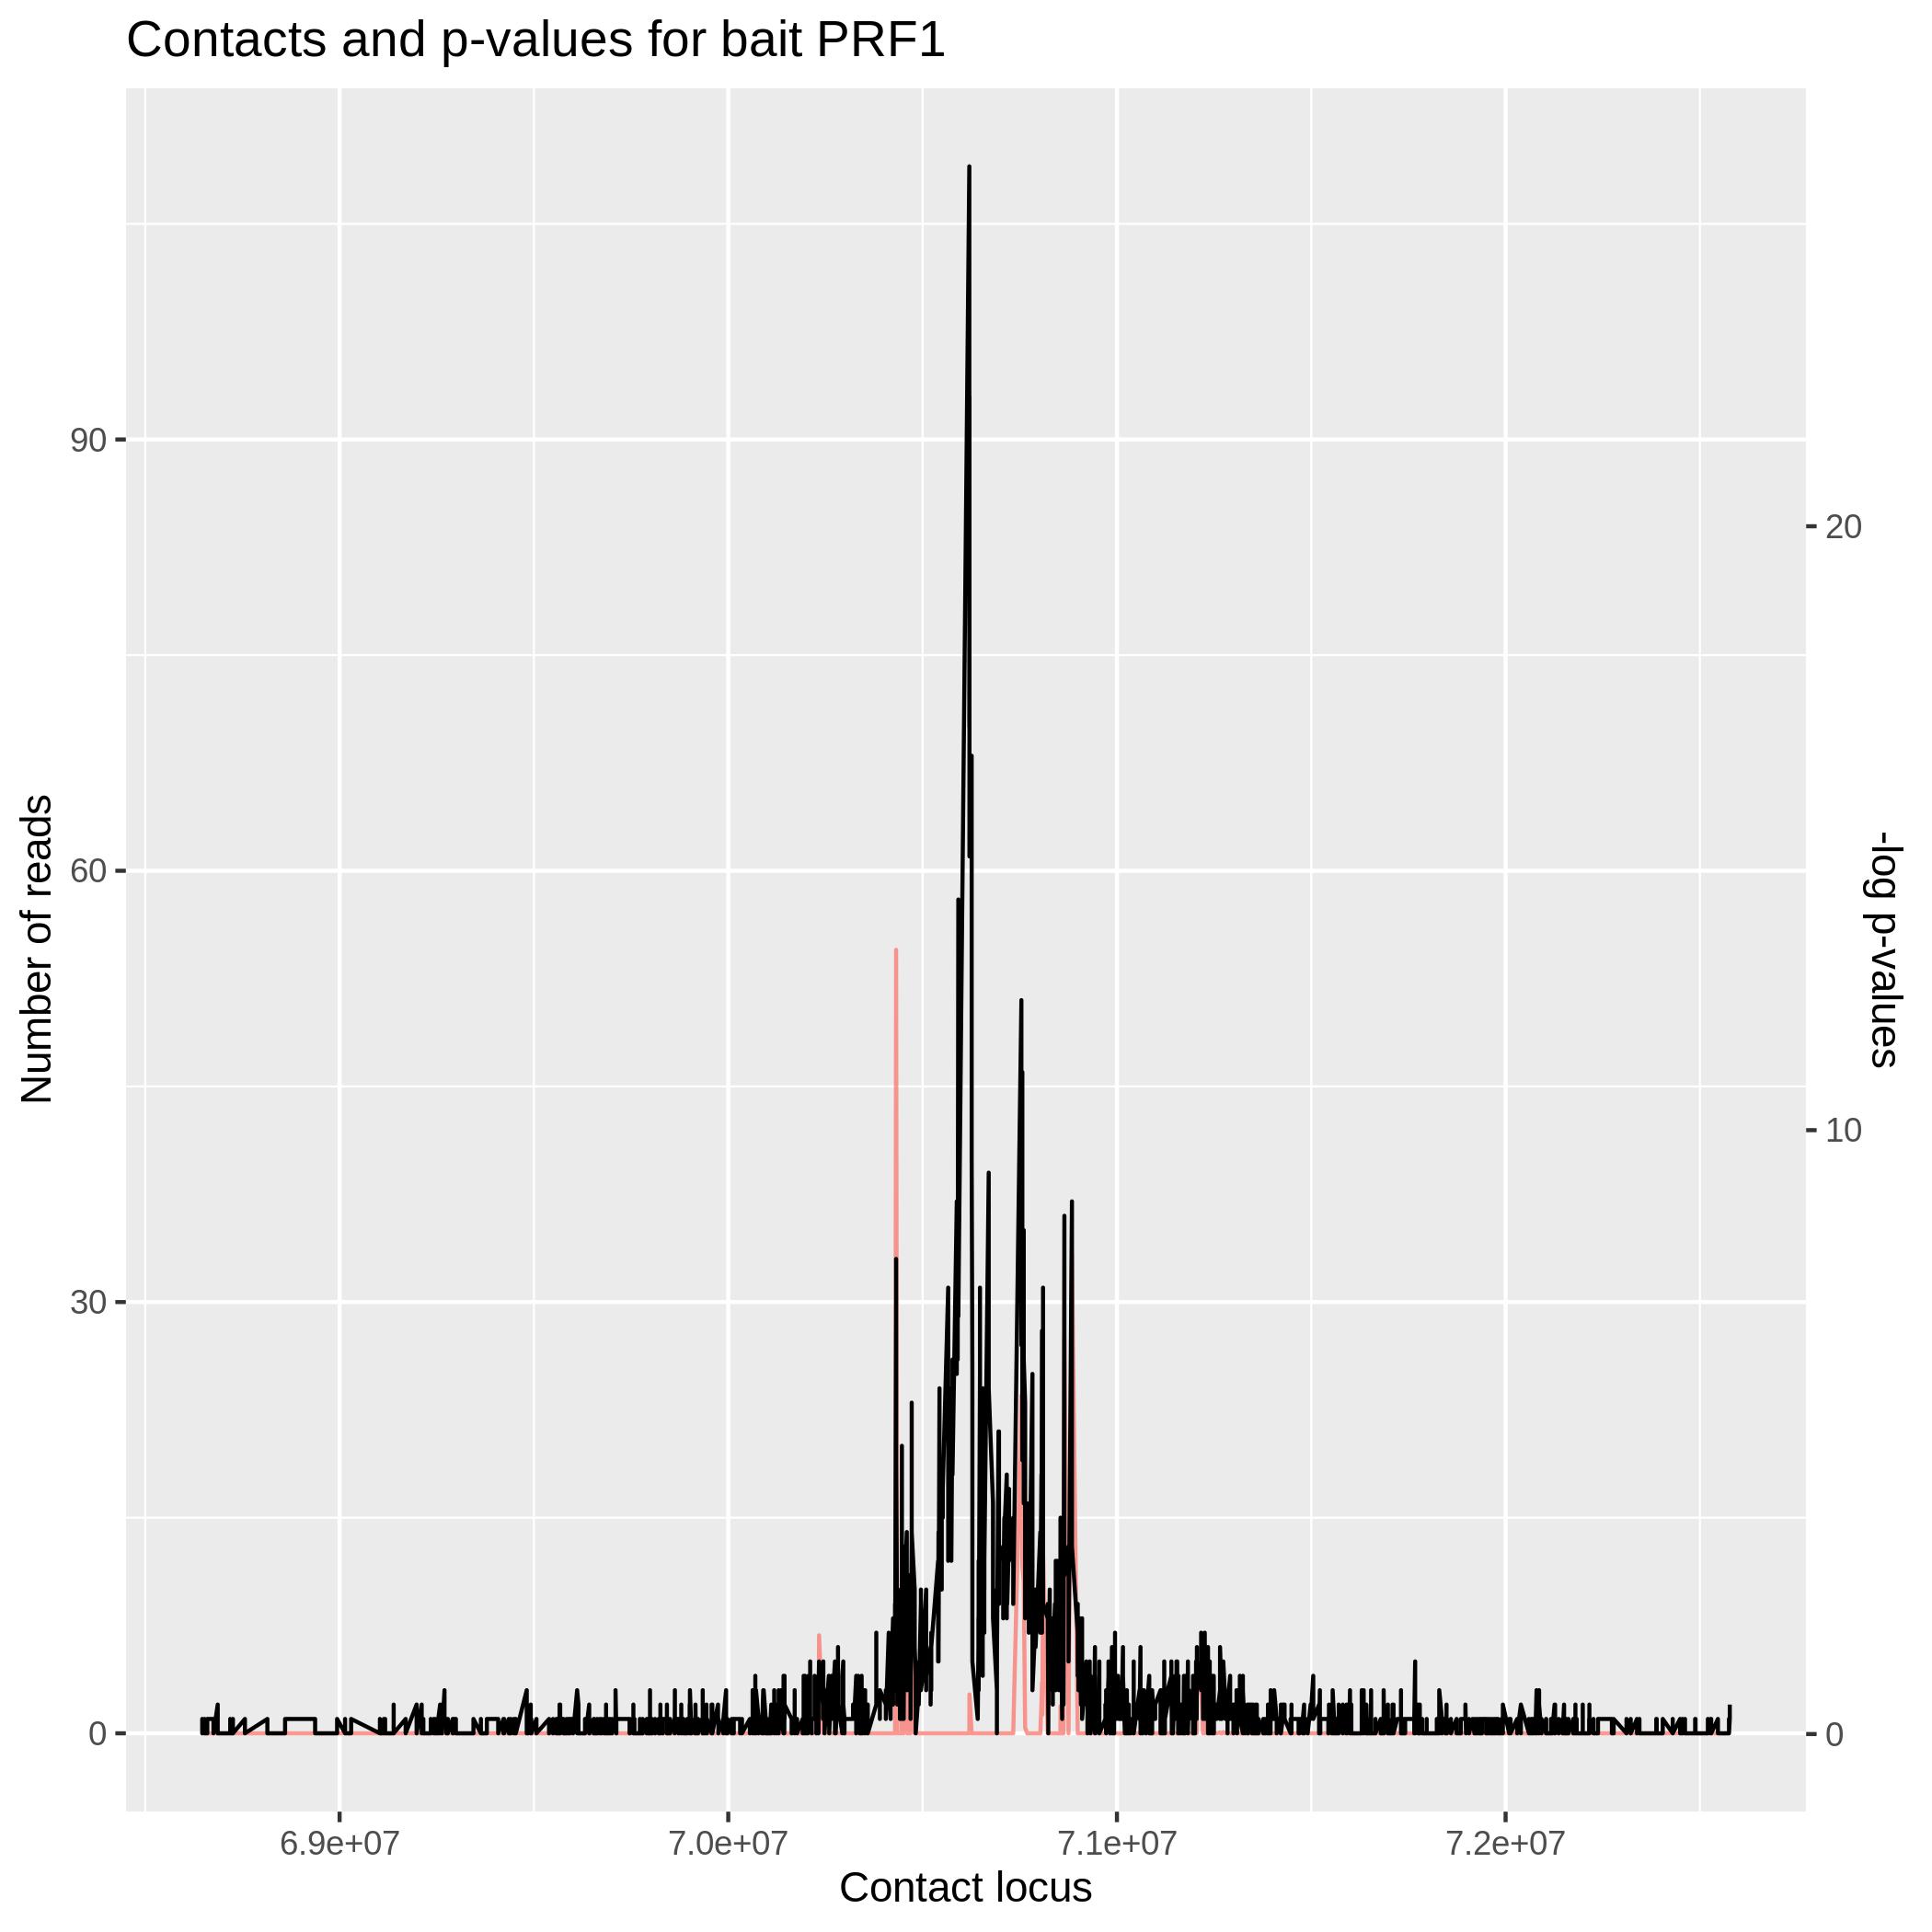 Contacts and p-values for bait PRF1
Number of reads
90
60
30
0
20
10
0
-log p-values
6.9e+07
7.0e+07
7.1e+07
7.2e+07
Contact locus